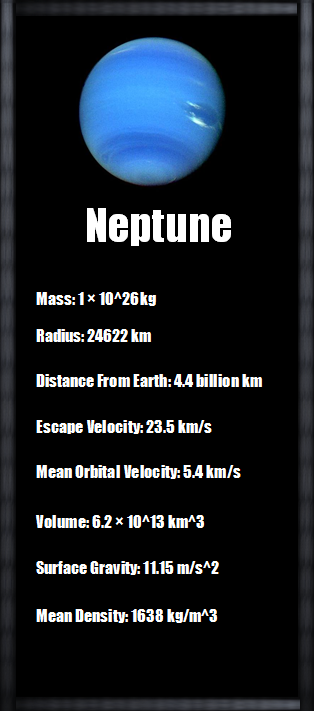 Neptune
Mass: 1 × 10^26kg
Radius: 24622 km
Distance From Earth: 4.4 billion km
Escape Velocity: 23.5 km/s
Mean Orbital Velocity: 5.4 km/s
Volume: 6.2 × 10^13 km^3
Surface Gravity: 11.15 m/s^2
Mean Density: 1638 kg/m^3